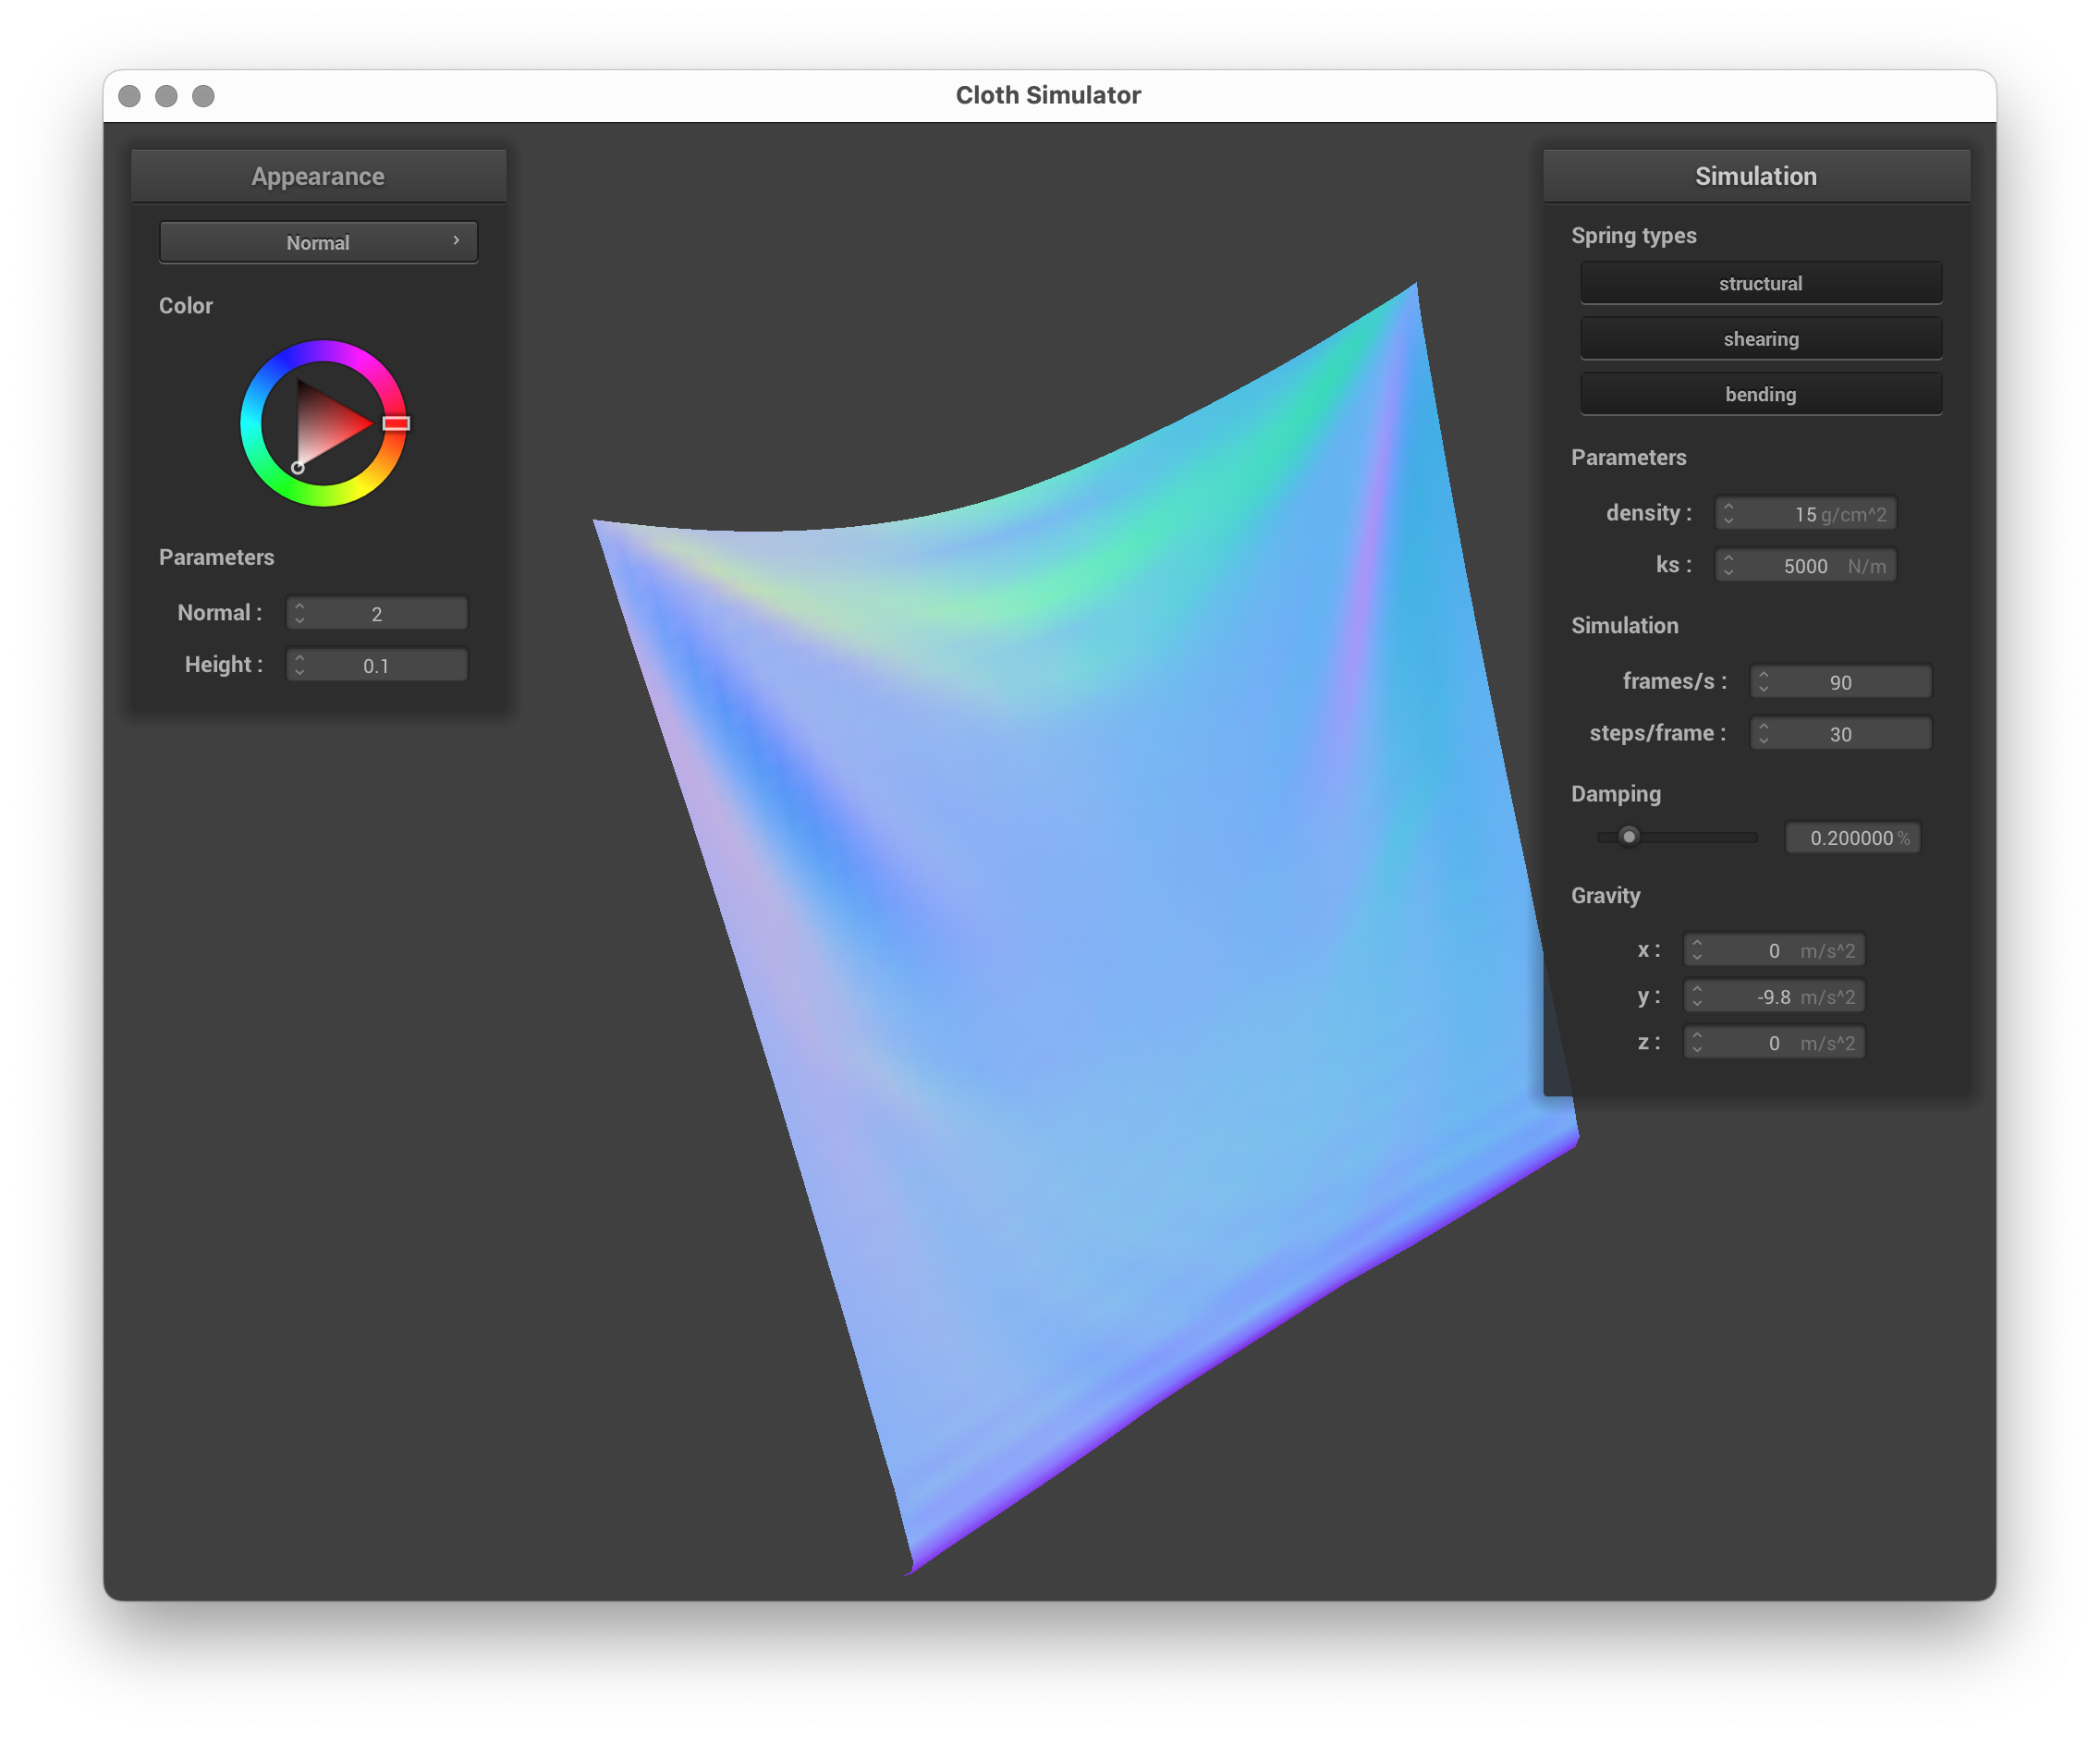 Cloth Simulator
Appearance
Normal
Color
Parameters
Normal :
2
Height :
0.1
Simulation
Spring types
structural
shearing
bending
Parameters
density :
15 g/cm^2
ks :
5000 N/m
Simulation
frames/s :
90
steps/frame :
30
Damping
0.200000 %
Gravity
x :
0 m/s^2
y :
-9.8 m/s^2
z :
0 m/s^2